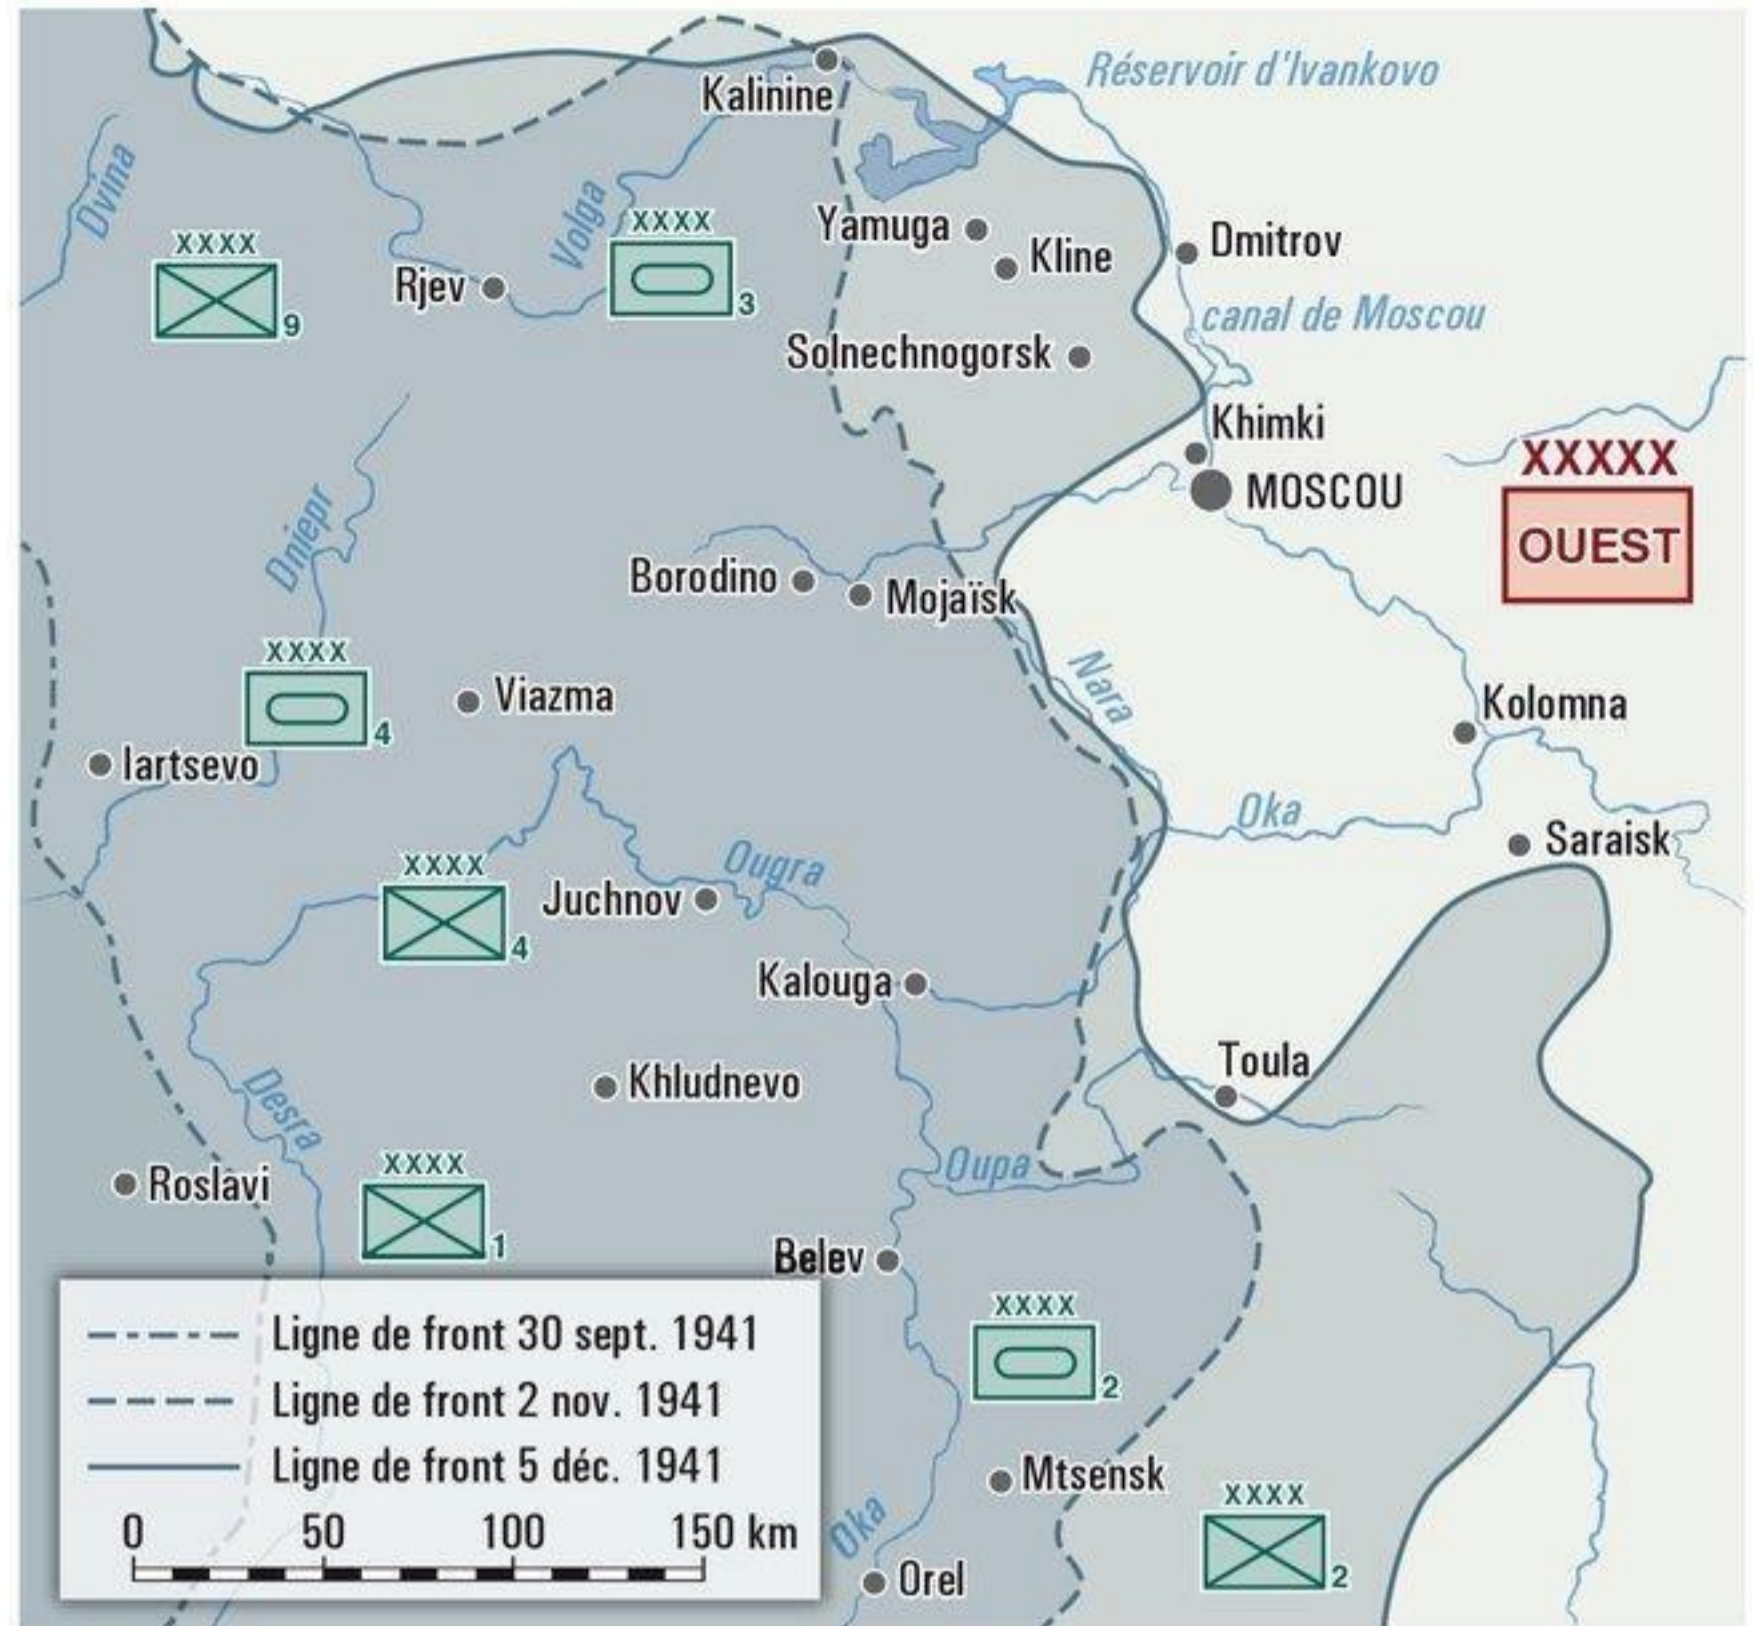 Réservoir d'Ivankovo
Kalinine
Dvina
Volga
XXXX
9
XXXX
3
Yamuga
Kline
Dmitrov
Rjev
canal de Moscou
Solnechnogorsk
Khimki
MOSCOU
XXXXX
OUEST
Dniepr
Borodino
Mojaïsk
XXXX
4
Viazma
Nara
Kolomna
Iartsevo
Oka
Saraisk
XXXX
4
Ougra
Juchnov
Kalouga
Toula
Khludnevo
Desra
Oupa
Roslavi
XXXX
1
Belev
XXXX
2
Ligne de front 30 sept. 1941
Ligne de front 2 nov. 1941
Ligne de front 5 déc. 1941
0 50 100 150 km
Mtsensk
XXXX
2
Oka
Orel